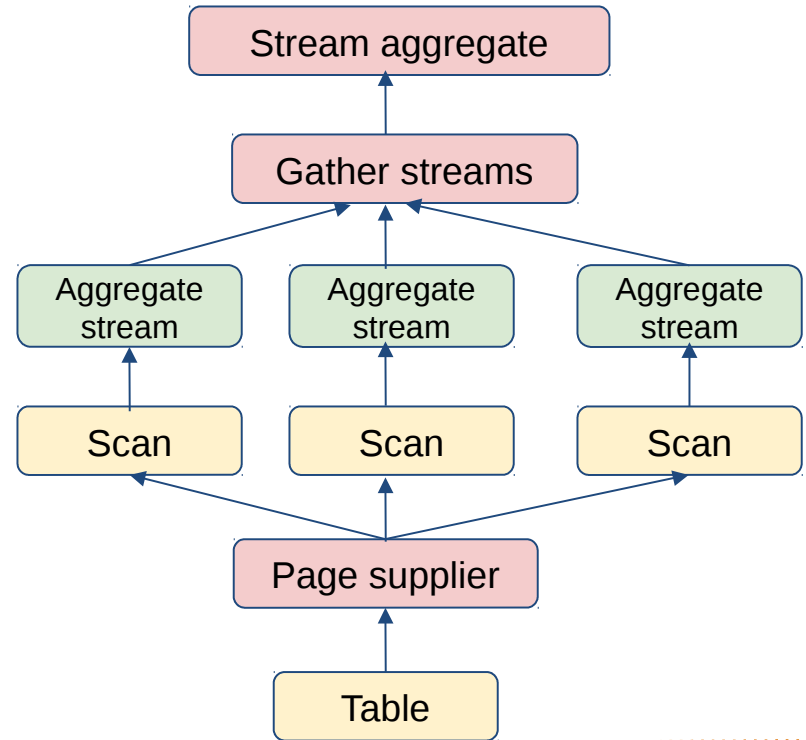 Stream aggregate
Gather streams
Aggregate
stream
Aggregate
stream
Aggregate
stream
Scan
Scan
Scan
Page supplier
Table